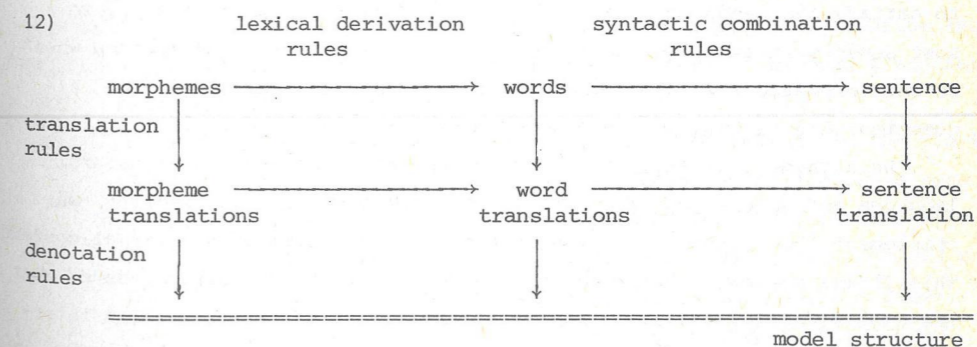 12) lexical derivation syntactic combination
rules rules
morphemes words sentence
translation
rules
morpheme word sentence
translations translations translation
denotation
rules
model structure